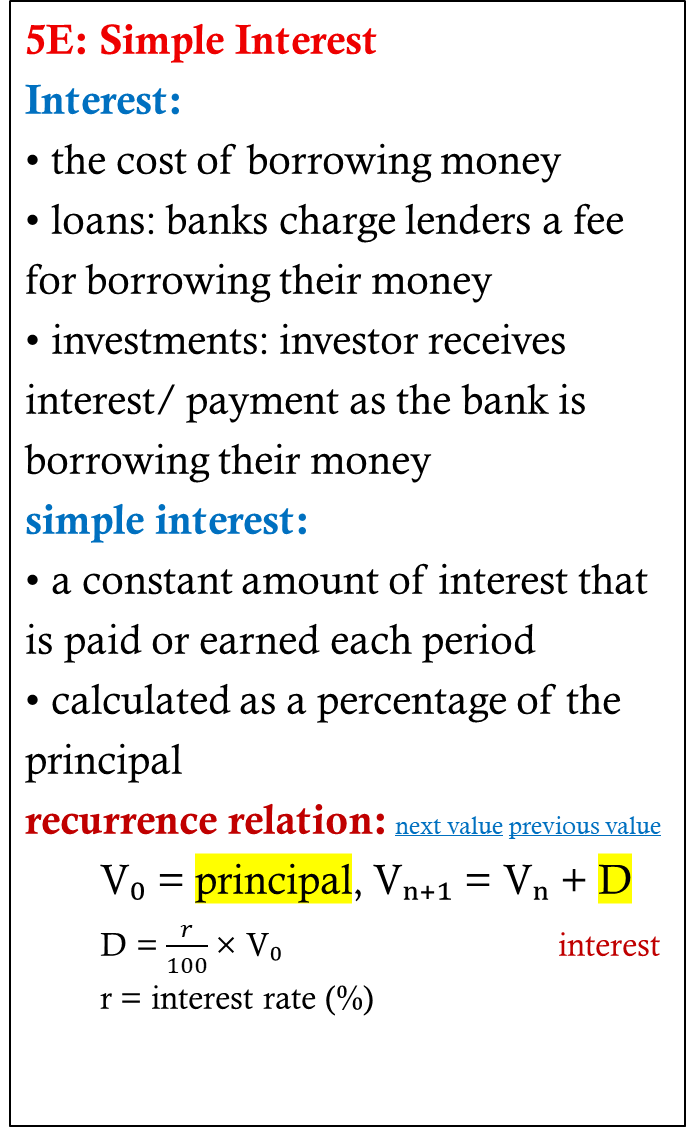 5E: Simple Interest
Interest:
• the cost of borrowing money
• loans: banks charge lenders a fee
for borrowing their money
• investments: investor receives
interest/ payment as the bank is
borrowing their money
simple interest:
• a constant amount of interest that
is paid or earned each period
• calculated as a percentage of the
principal
recurrence relation: next value previous value
V₀ = principal, Vₙ₊₁ = Vₙ + D
D = r/100 × V₀ interest
r = interest rate (%)